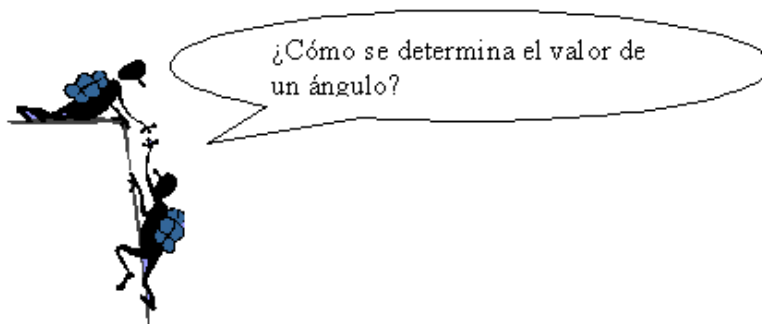 ¿Cómo se determina el valor de
un ángulo?